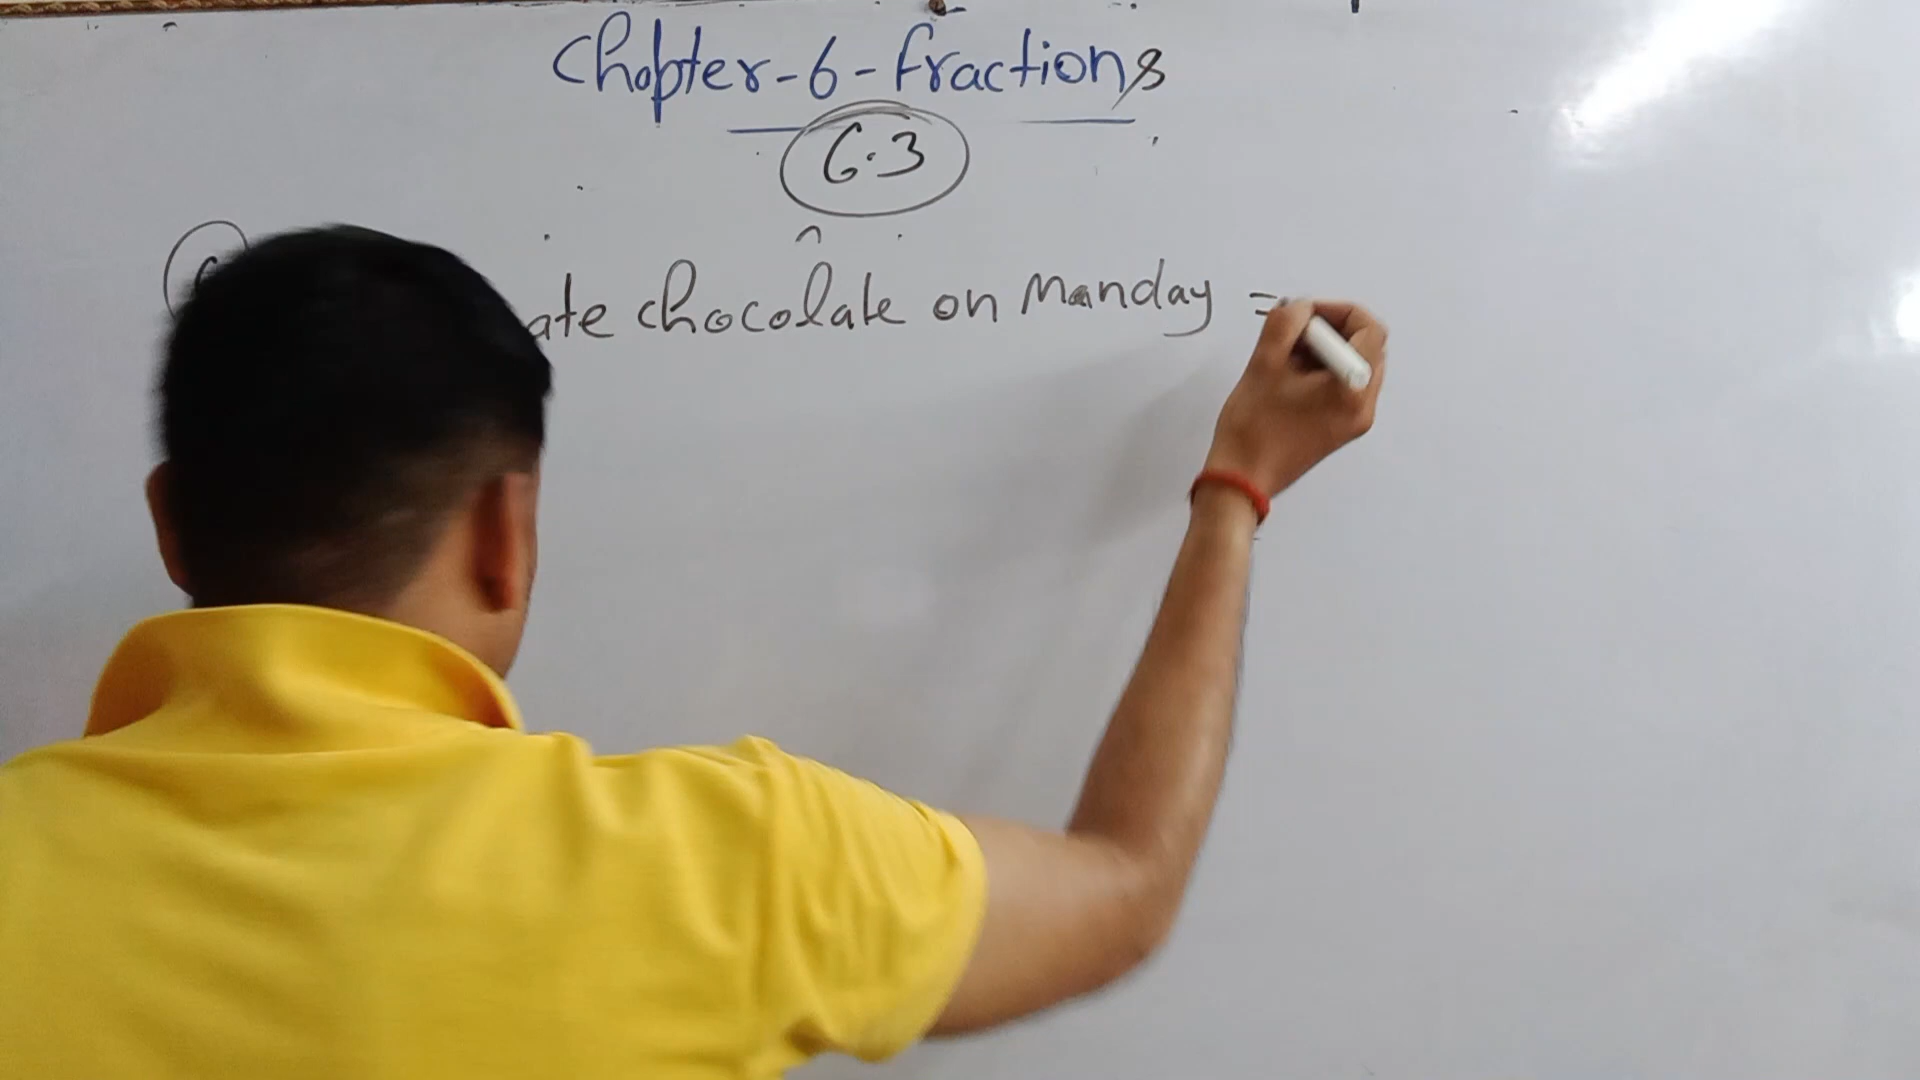 Chapter-6-fractions
6.3
ate chocolate on Manday =